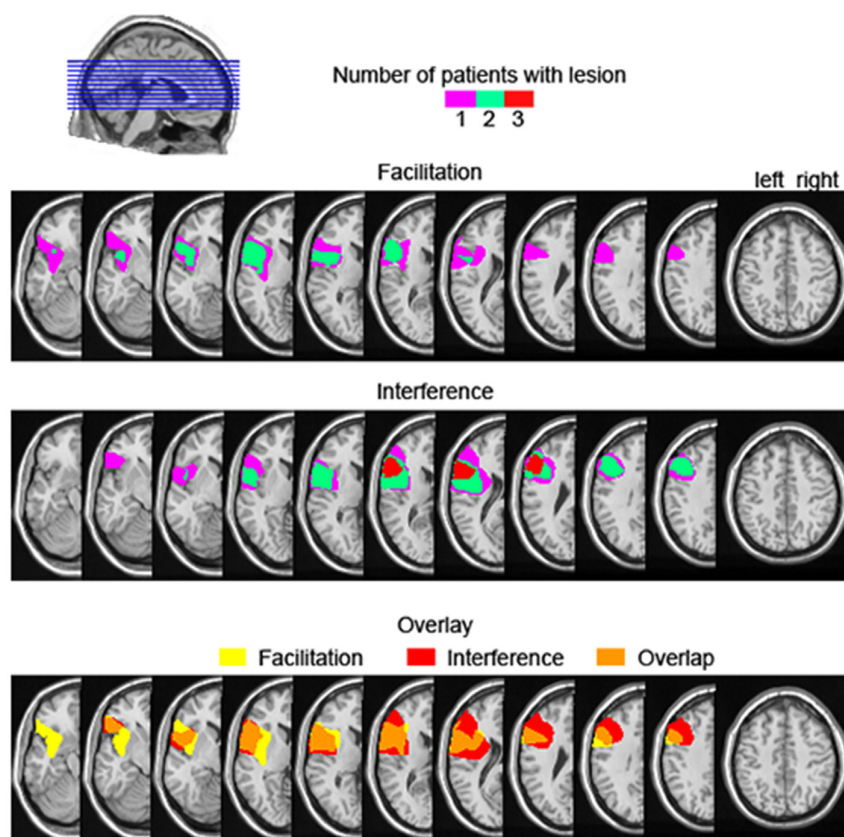 Number of patients with lesion
1 2 3
Facilitation
left right
Interference
Overlay
Facilitation Interference Overlap